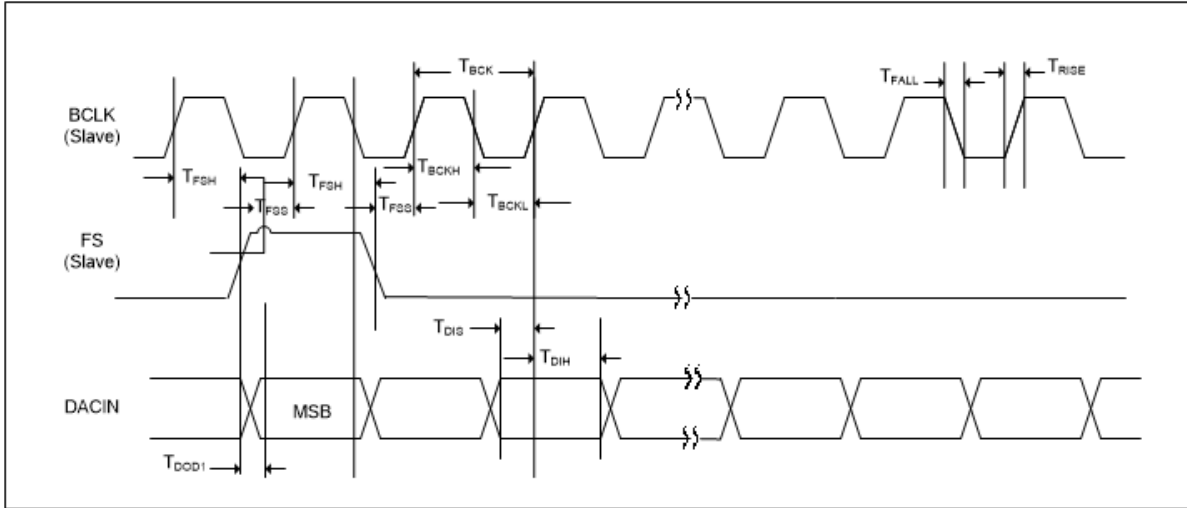 TBCK
TFALL
TRISE
BCLK
(Slave)
TFSH
TFSH
TBCKH
TFSS
TFSS
TBCKL
FS
(Slave)
TDIS
TDIH
DACIN
MSB
TDOD1